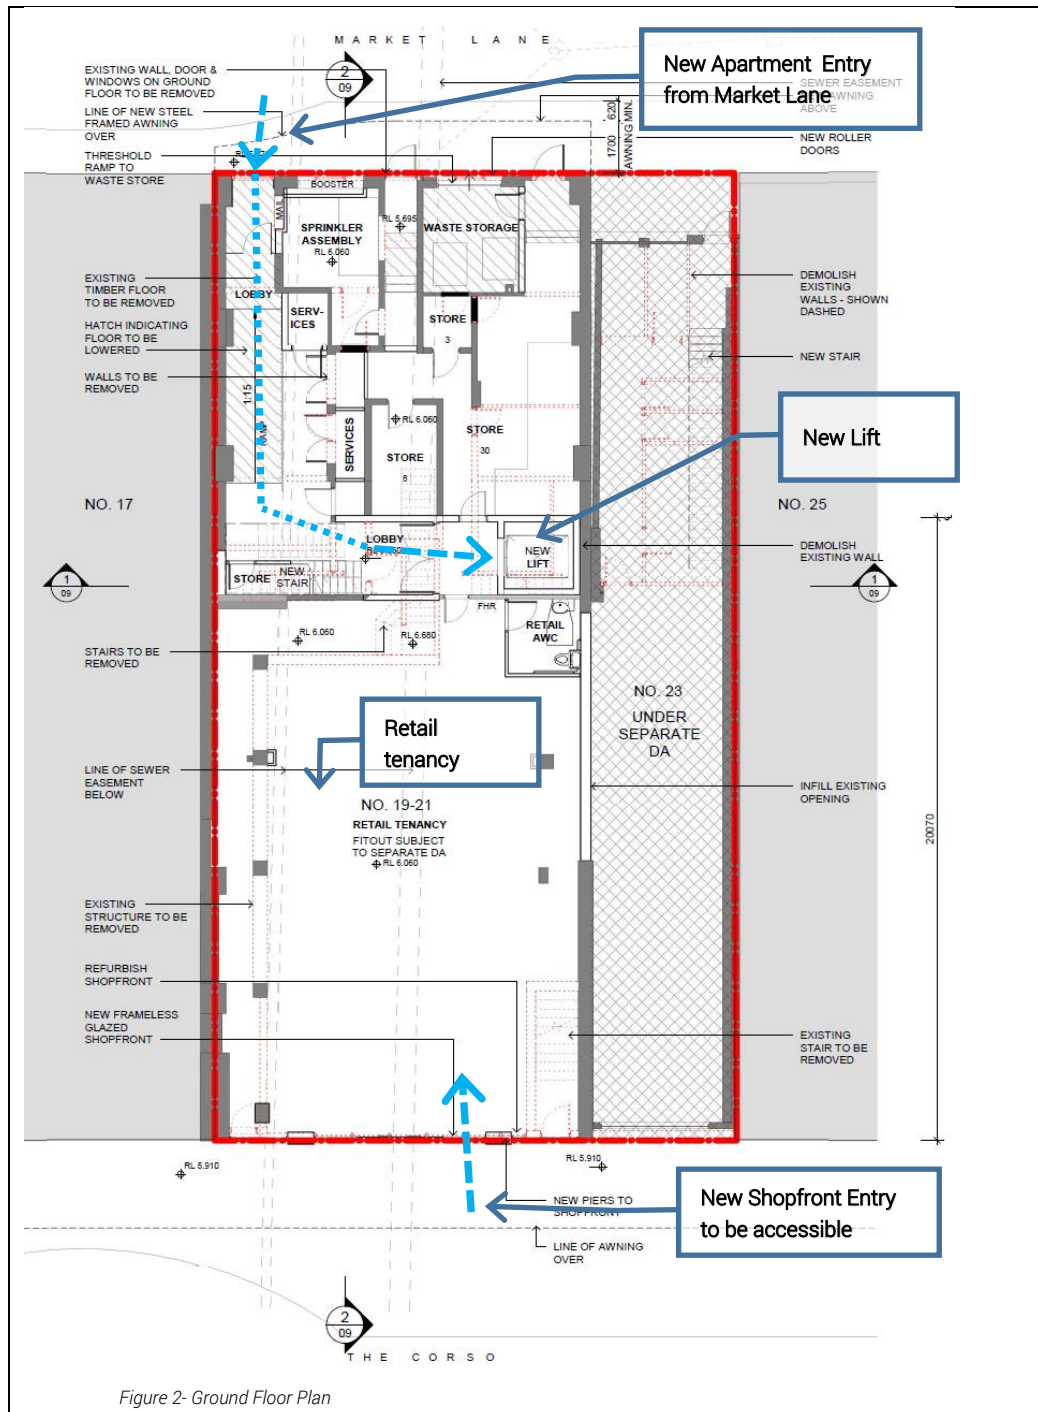 MARKET LANE
2
09
EXISTING WALL, DOOR &
WINDOWS ON GROUND
FLOOR TO BE REMOVED
LINE OF NEW STEEL
FRAMED AWNING
OVER
THRESHOLD
RAMP TO
WASTE STORE
New Apartment Entry
from Market Lane
SEWER EASEMENT
AWNING
ABOVE
NEW ROLLER
DOORS
1700
620
AWNING MIN.
BOOSTER
MAIL
SPRINKLER
ASSEMBLY
RL 6.060
RL 5.695
WASTE STORAGE
EXISTING
TIMBER FLOOR
TO BE REMOVED
LOBBY
SERV-
ICES
STORE
3
DEMOLISH
EXISTING
WALLS - SHOWN
DASHED
HATCH INDICATING
FLOOR TO BE
LOWERED
NEW STAIR
WALLS TO BE
REMOVED
1:15
SERVICES
RL 6.060
STORE
8
STORE
30
New Lift
NO. 17
NO. 25
LOBBY
NEW
LIFT
DEMOLISH
EXISTING WALL
STORE
NEW
STAIR
1
09
1
09
FHR
RETAIL
AWC
RL 6.060
RL 6.680
STAIRS TO BE
REMOVED
NO. 23
UNDER
SEPARATE
DA
Retail
tenancy
LINE OF SEWER
EASEMENT
BELOW
INFILL EXISTING
OPENING
NO. 19-21
RETAIL TENANCY
FITOUT SUBJECT
TO SEPARATE DA
RL 6.060
20070
EXISTING
STRUCTURE TO BE
REMOVED
REFURBISH
SHOPFRONT
NEW FRAMELESS
GLAZED
SHOPFRONT
EXISTING
STAIR TO BE
REMOVED
RL 5.910
RL 5.910
NEW PIERS TO
SHOPFRONT
New Shopfront Entry
to be accessible
LINE OF AWNING
OVER
2
09
THE CORSO
Figure 2- Ground Floor Plan